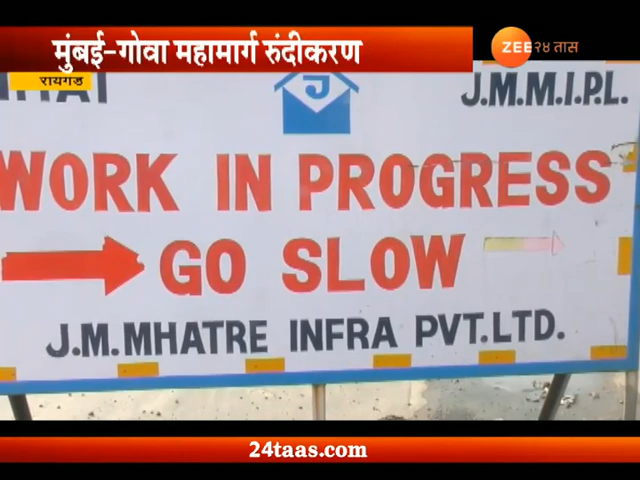 मुंबई-गोवा महामार्ग रुंदीकरण
ZEE २४ तास
रायगड
J
J.M.M.I.P.L.
WORK IN PROGRESS
GO SLOW
J.M.MHATRE INFRA PVT.LTD.
24taas.com